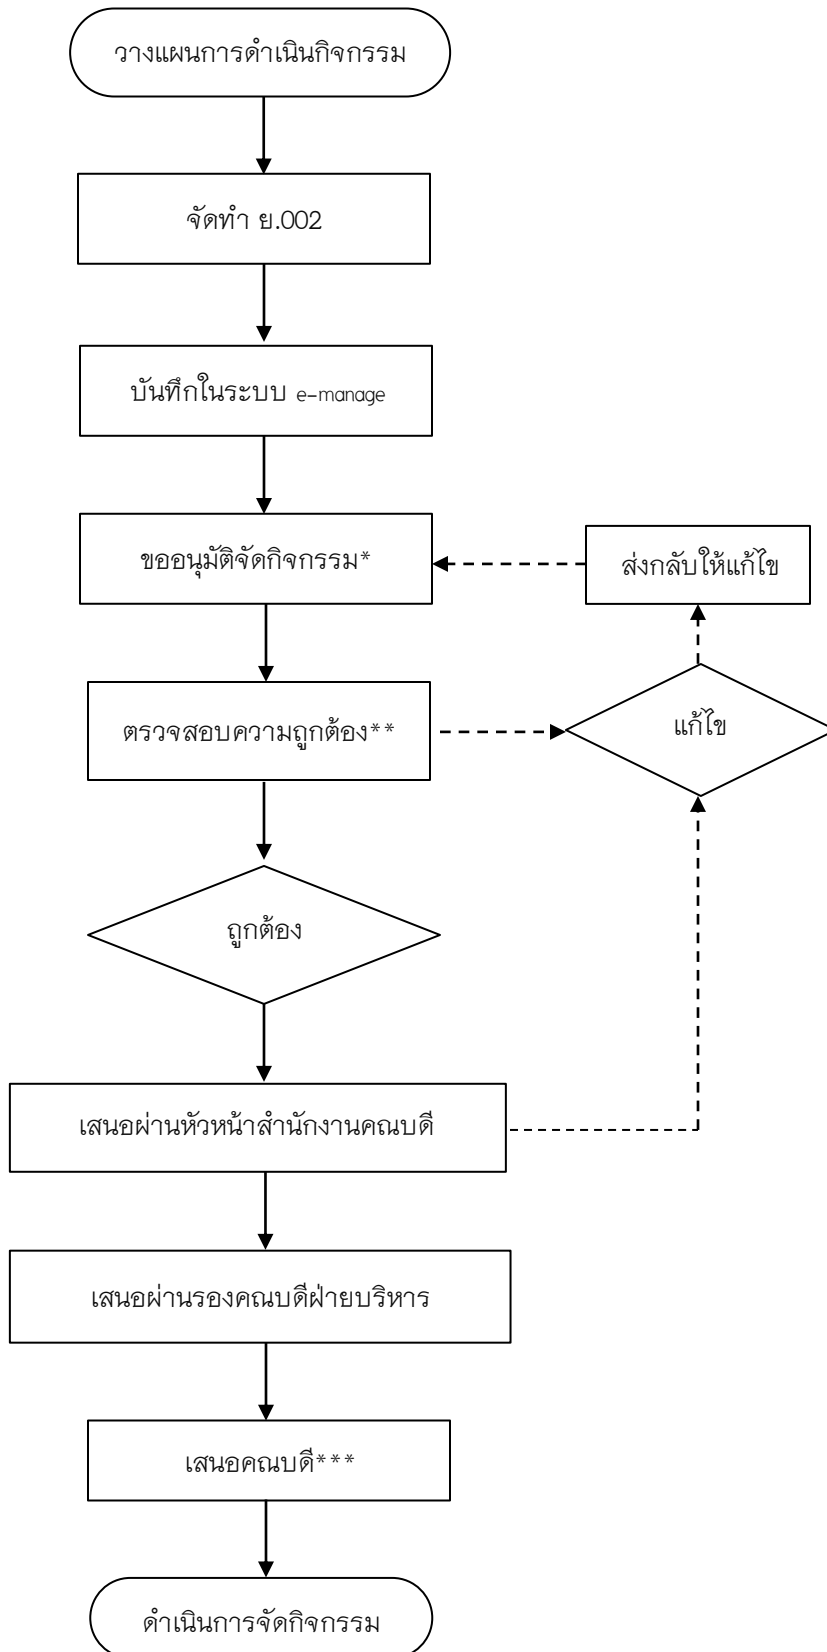 วางแผนการดำเนินกิจกรรม
จัดทำ ย.002
บันทึกในระบบ e-manage
ขออนุมัติจัดกิจกรรม*
ส่งกลับให้แก้ไข
ตรวจสอบความถูกต้อง**
แก้ไข
ถูกต้อง
เสนอผ่านหัวหน้าสำนักงานคณบดี
เสนอผ่านรองคณบดีฝ่ายบริหาร
เสนอคณบดี***
ดำเนินการจัดกิจกรรม